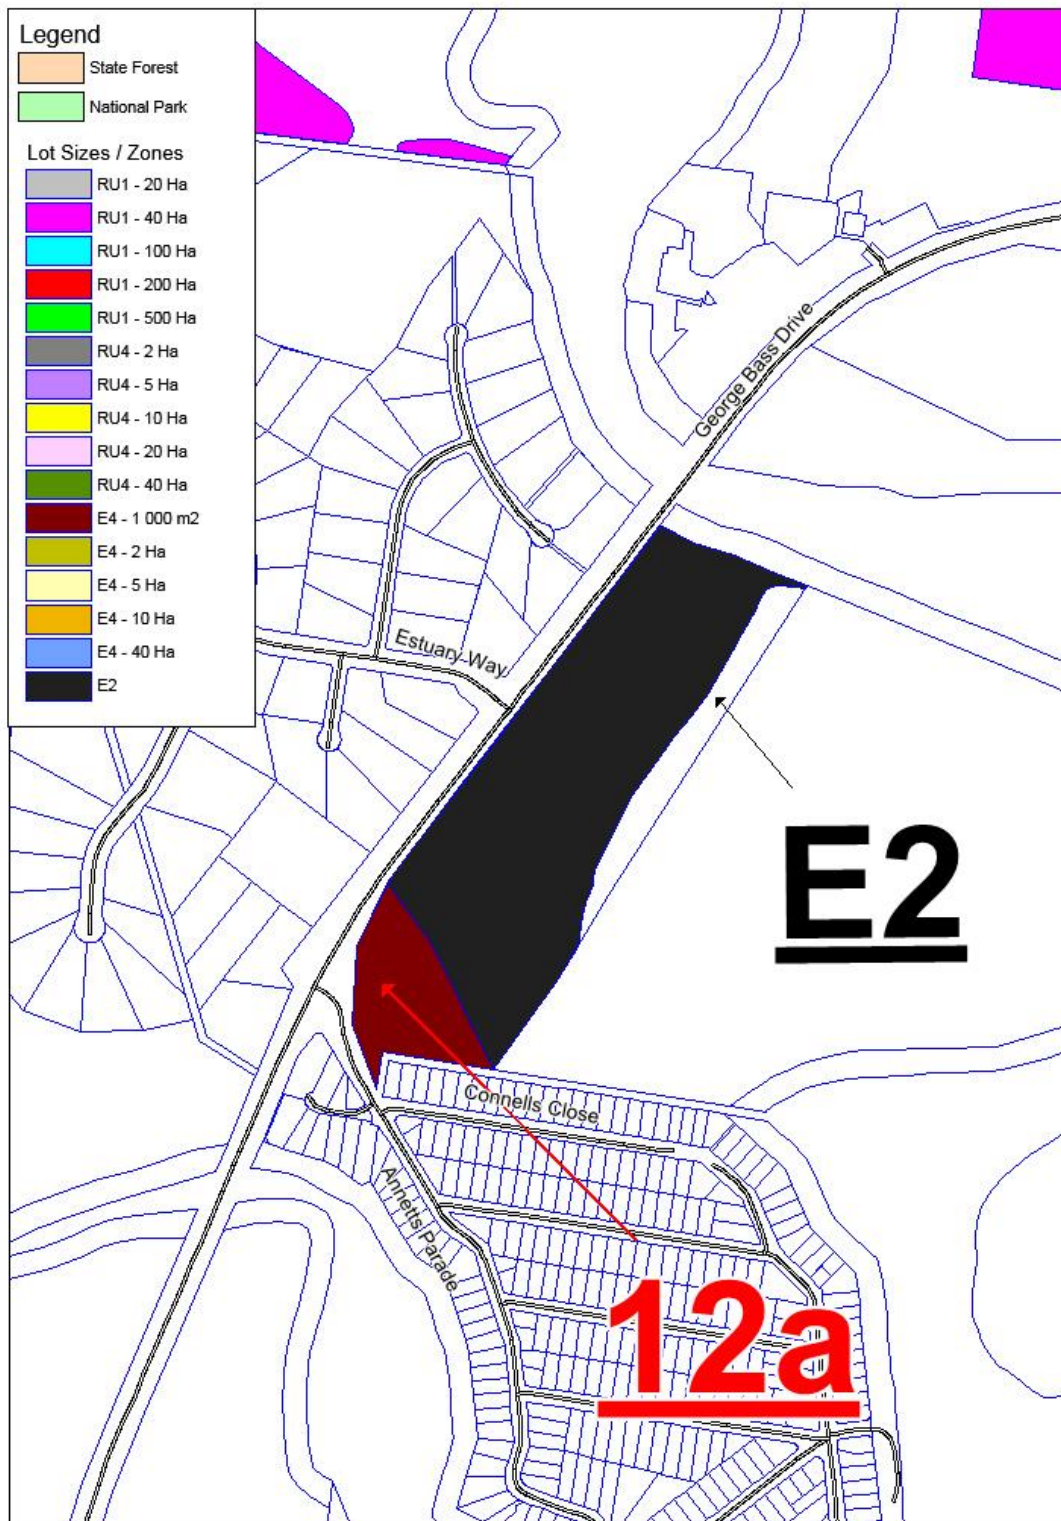 Legend
State Forest
National Park
Lot Sizes / Zones
RU1 - 20 Ha
RU1 - 40 Ha
RU1 - 100 Ha
RU1 - 200 Ha
RU1 - 500 Ha
RU4 - 2 Ha
RU4 - 5 Ha
RU4 - 10 Ha
RU4 - 20 Ha
RU4 - 40 Ha
E4 - 1 000 m2
E4 - 2 Ha
E4 - 5 Ha
E4 - 10 Ha
E4 - 40 Ha
E2
George Bass Drive
Estuary Way
E2
Connells Close
Annetts Parade
12a